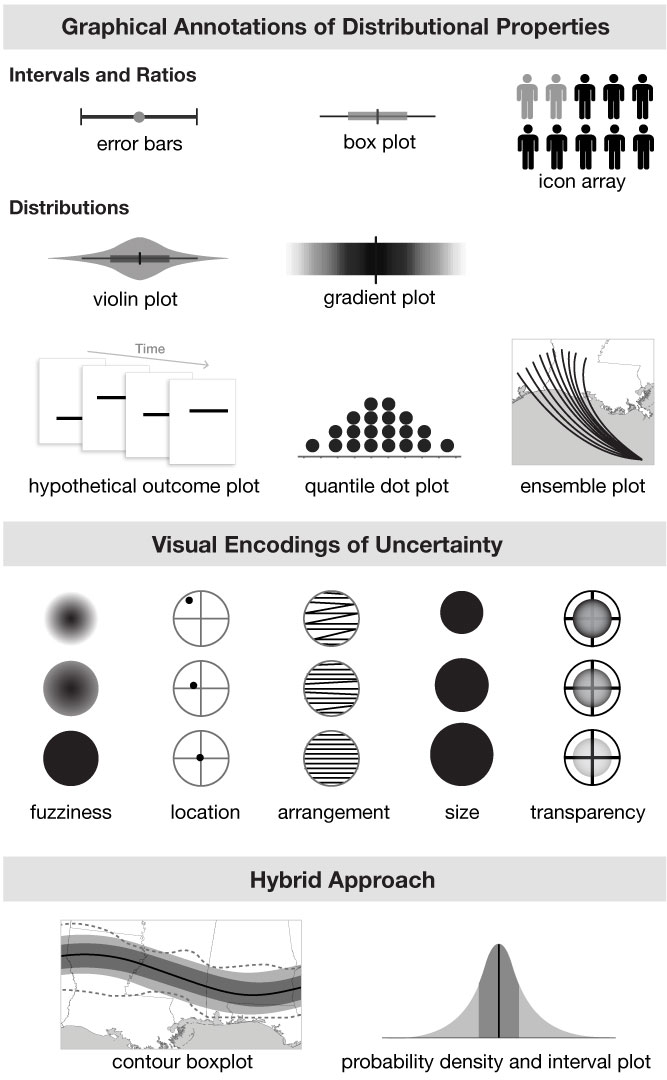 Graphical Annotations of Distributional Properties
Intervals and Ratios
error bars
box plot
icon array
Distributions
violin plot
gradient plot
Time
hypothetical outcome plot
quantile dot plot
ensemble plot
Visual Encodings of Uncertainty
fuzziness
location
arrangement
size
transparency
Hybrid Approach
contour boxplot
probability density and interval plot